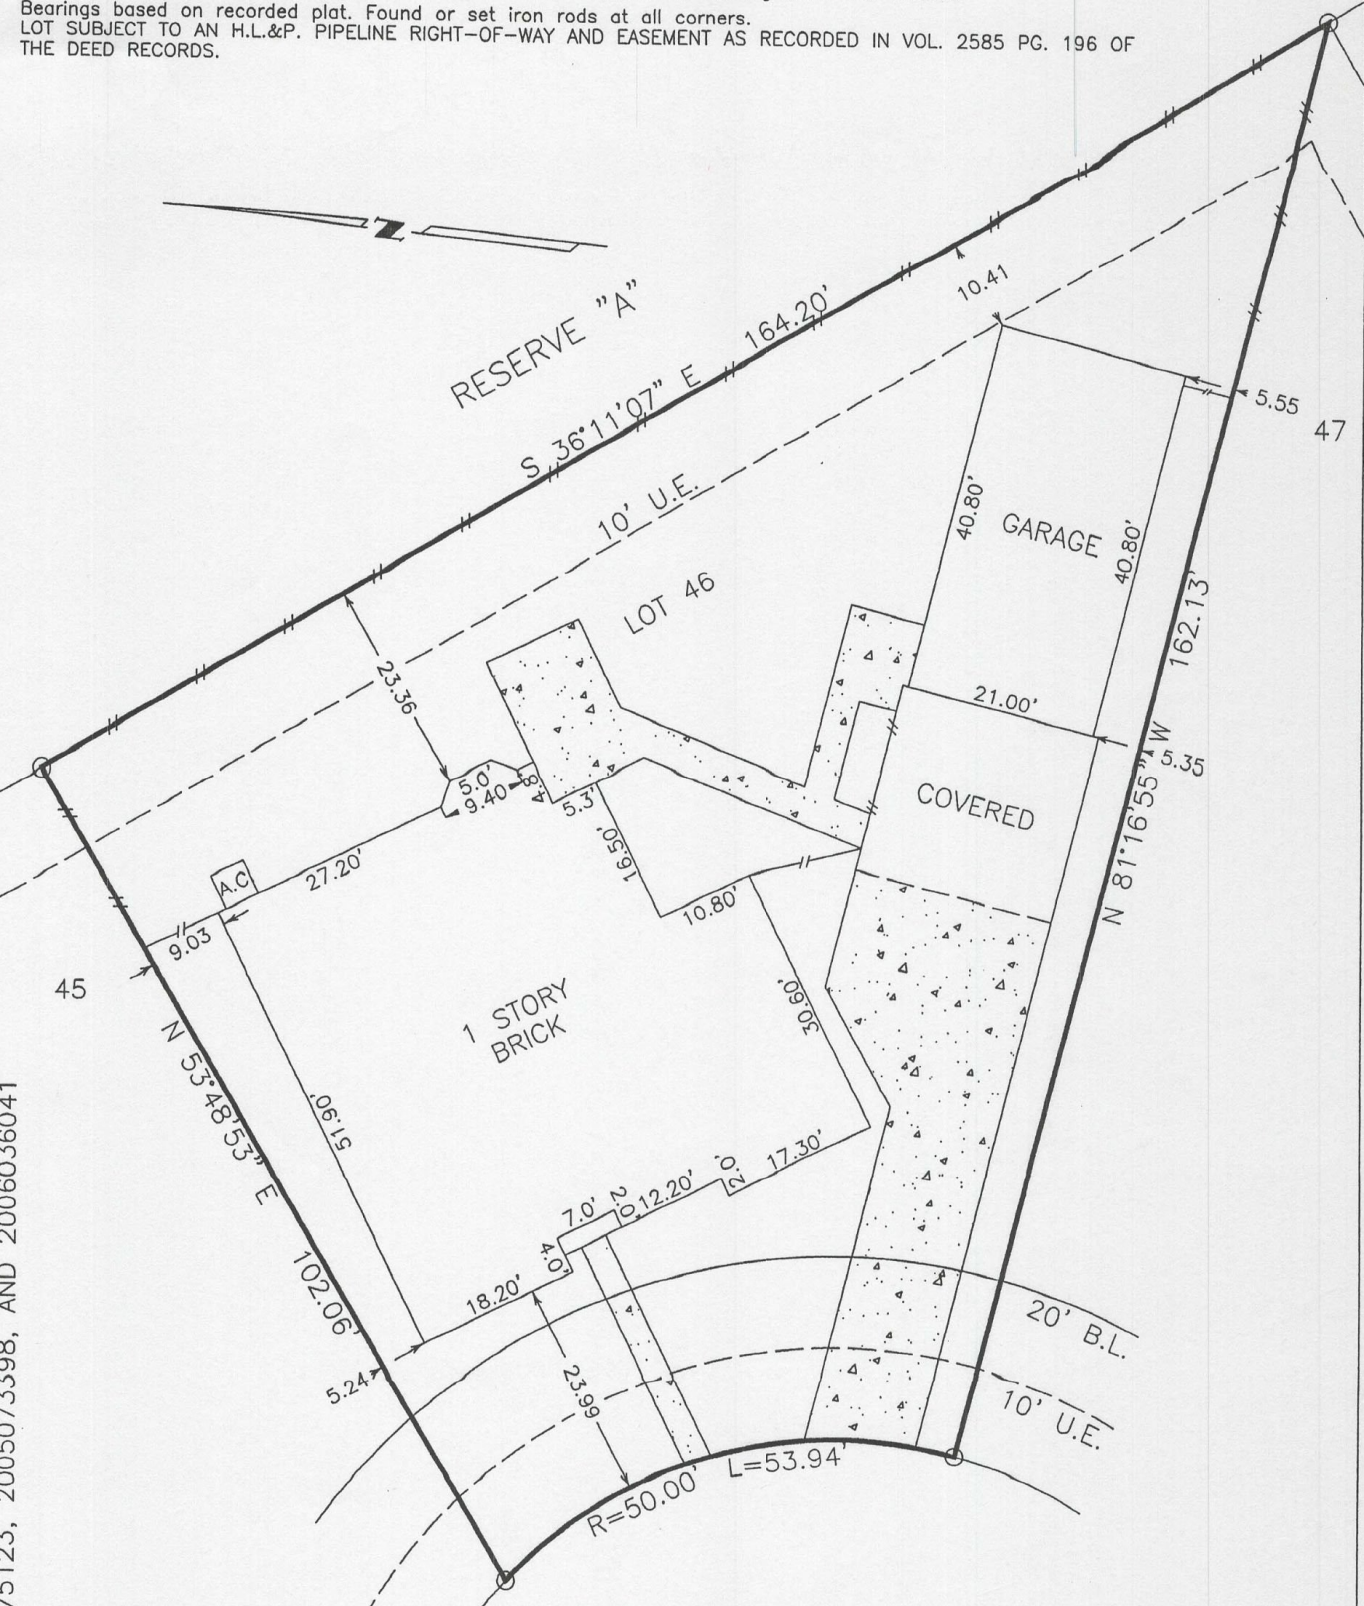 Bearings based on recorded plat. Found or set iron rods at all corners.
LOT SUBJECT TO AN H.L.&P. PIPELINE RIGHT-OF-WAY AND EASEMENT AS RECORDED IN VOL. 2585 PG. 196 OF
THE DEED RECORDS.
N
RESERVE "A"
S 36°11'07" E 164.20'
10.41
10' U.E.
LOT 46
5.55
47
40.80'
GARAGE
40.80'
162.13'
N 81°16'55" W
23.36
21.00'
5.35
COVERED
5.0'
9.40
8.4
5.3'
16.50'
10.80'
A.C
27.20'
9.03
45
1 STORY
BRICK
30.60'
51.90'
N 53°48'53" E 102.06'
17.30'
2.0'
12.20'
2.0'
7.0'
4.0'
18.20'
5.24
23.99
20' B.L.
10' U.E.
R=50.00'
L=53.94'
75123, 2005073398, AND 2006036041